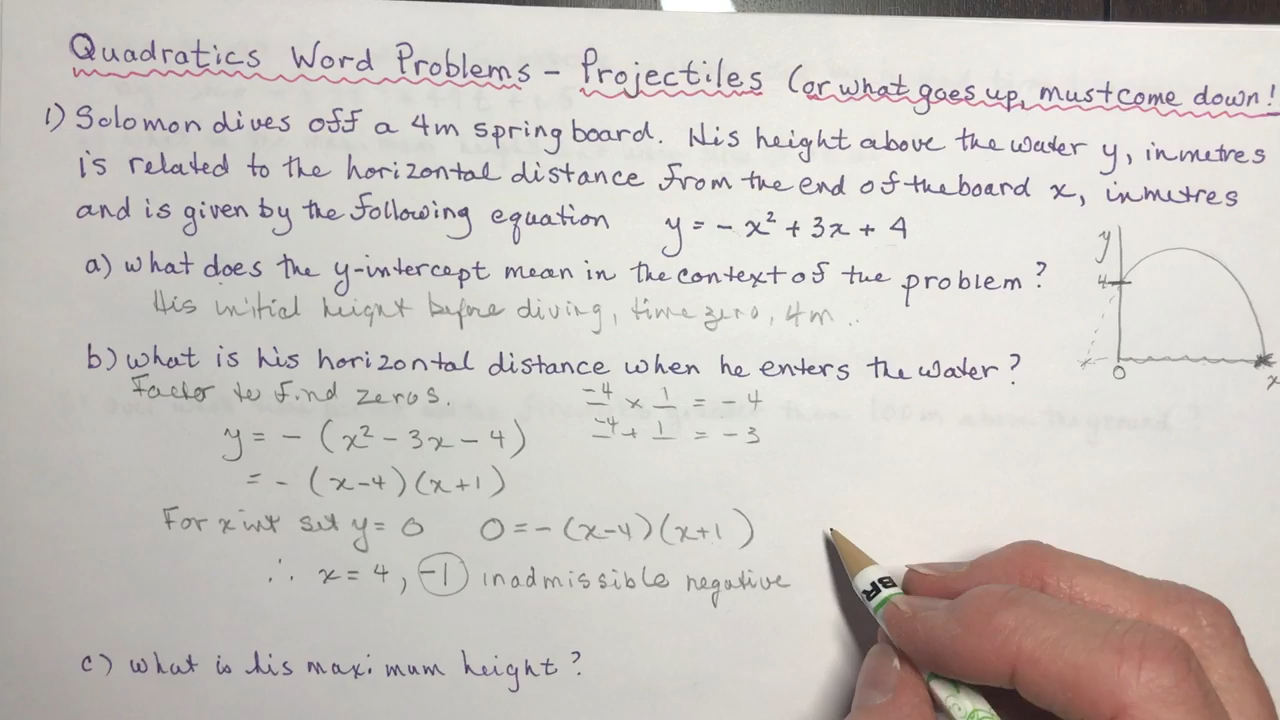 Quadratics Word Problems - Projectiles (or what goes up, must come down!
1) Solomon dives off a 4m springboard. His height above the water y, in metres
is related to the horizontal distance from the end of the board x, in metres
and is given by the following equation y = - x² + 3x + 4
a) what does the y-intercept mean in the context of the problem?
His initial height before diving, time zero, 4m..
b) what is his horizontal distance when he enters the water?
Factor to find zeros.
-4 × 1 = -4
-4 + 1 = -3
y = - (x² - 3x - 4)
= - (x-4)(x+1)
For x int set y = 0 0 = - (x-4)(x+1)
∴ x = 4, -1 inadmissible negative
c) what is his maximum height?
y
4
0
x
BR